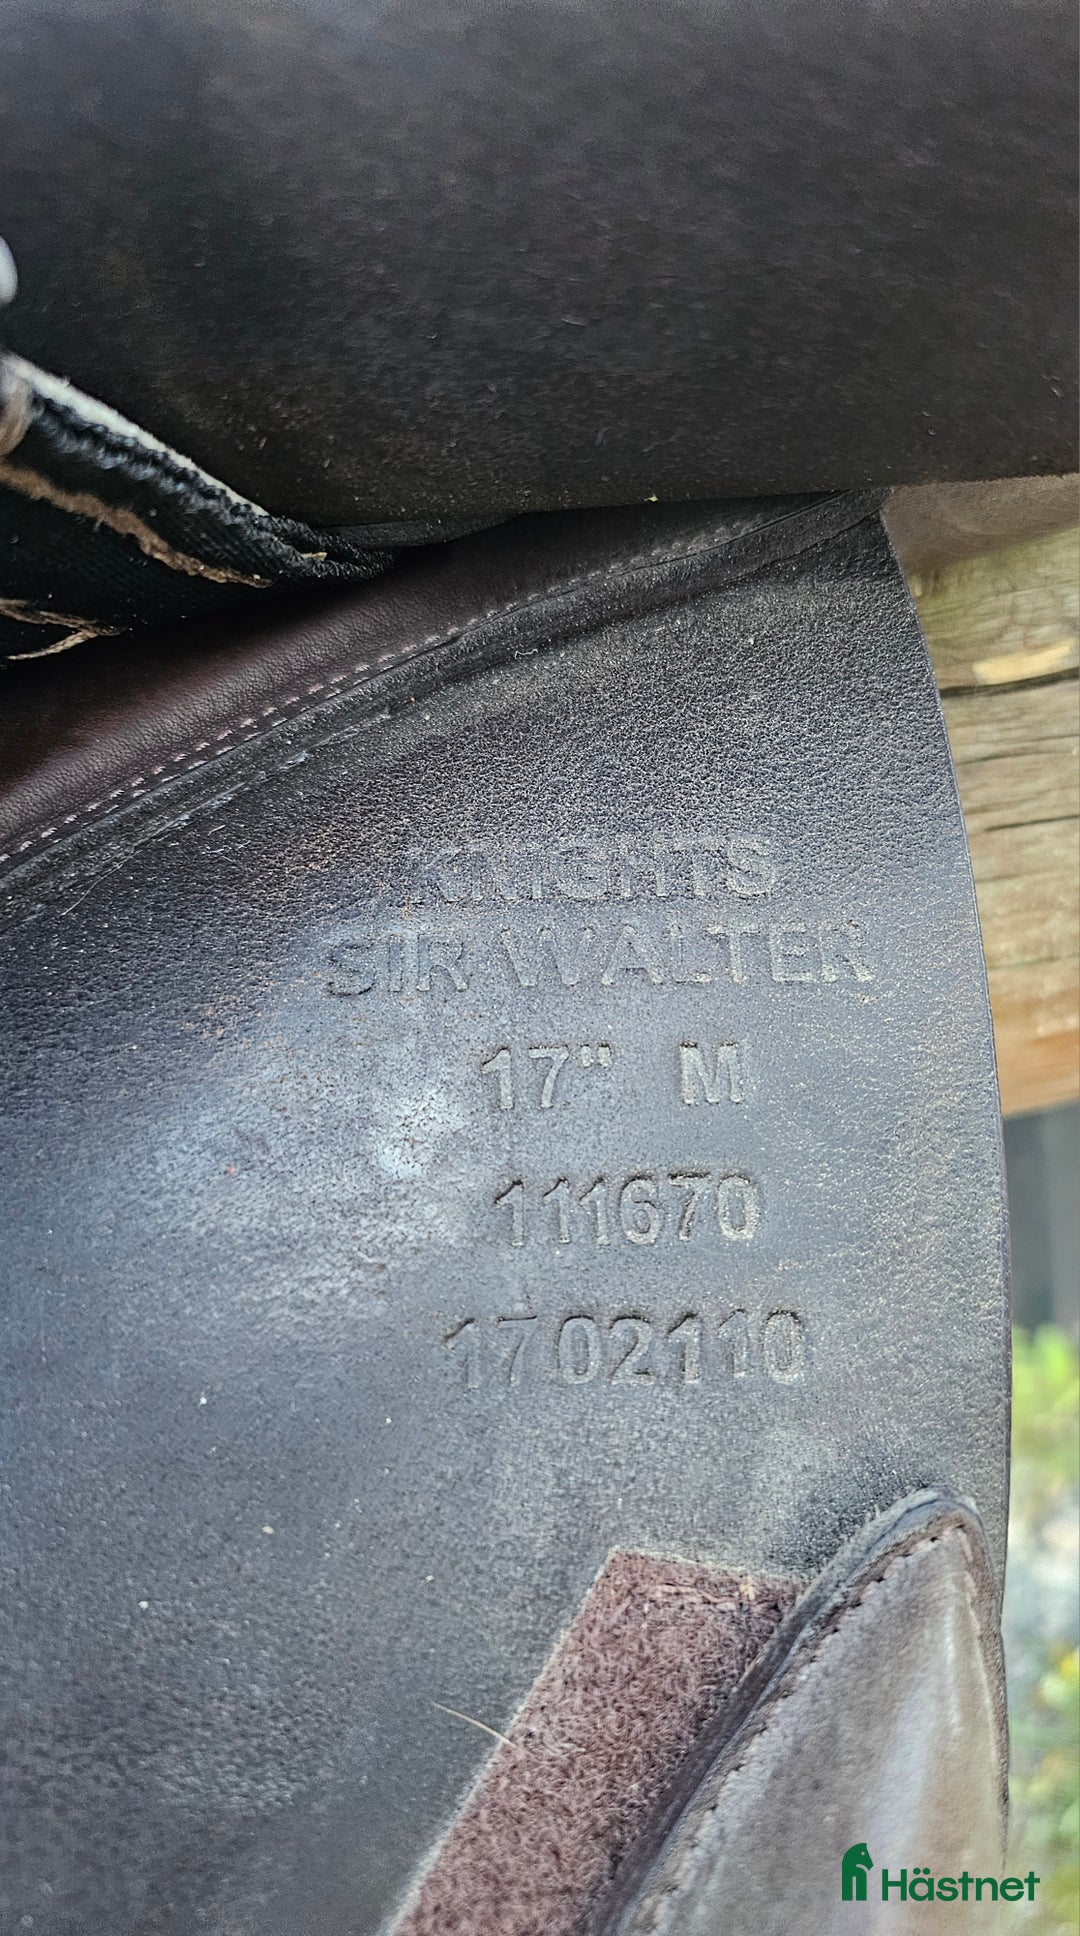 KNIGHTS
SIR WALTER
17" M
111670
1702110
Hästnet